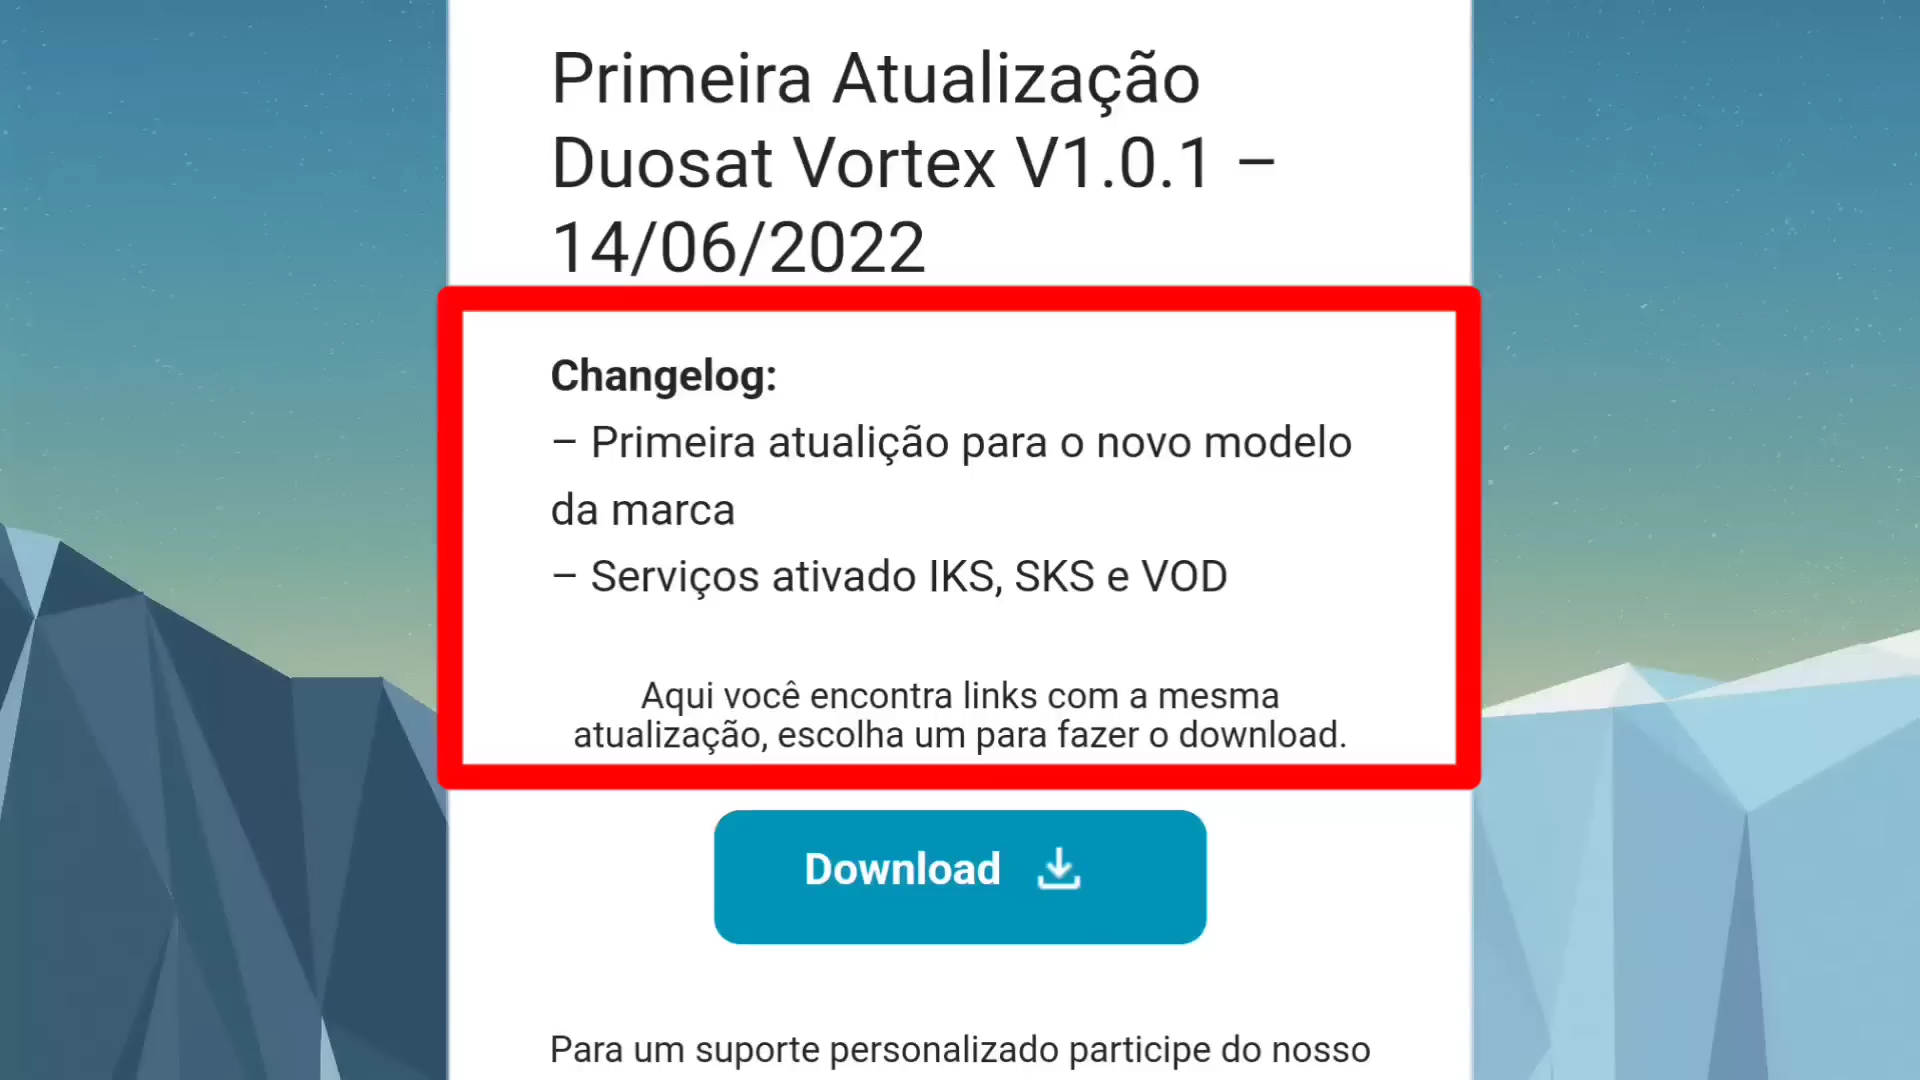 Primeira Atualização
Duosat Vortex V1.0.1 –
14/06/2022
Changelog:
– Primeira atualição para o novo modelo
da marca
– Serviços ativado IKS, SKS e VOD
Aqui você encontra links com a mesma
atualização, escolha um para fazer o download.
Download
Para um suporte personalizado participe do nosso